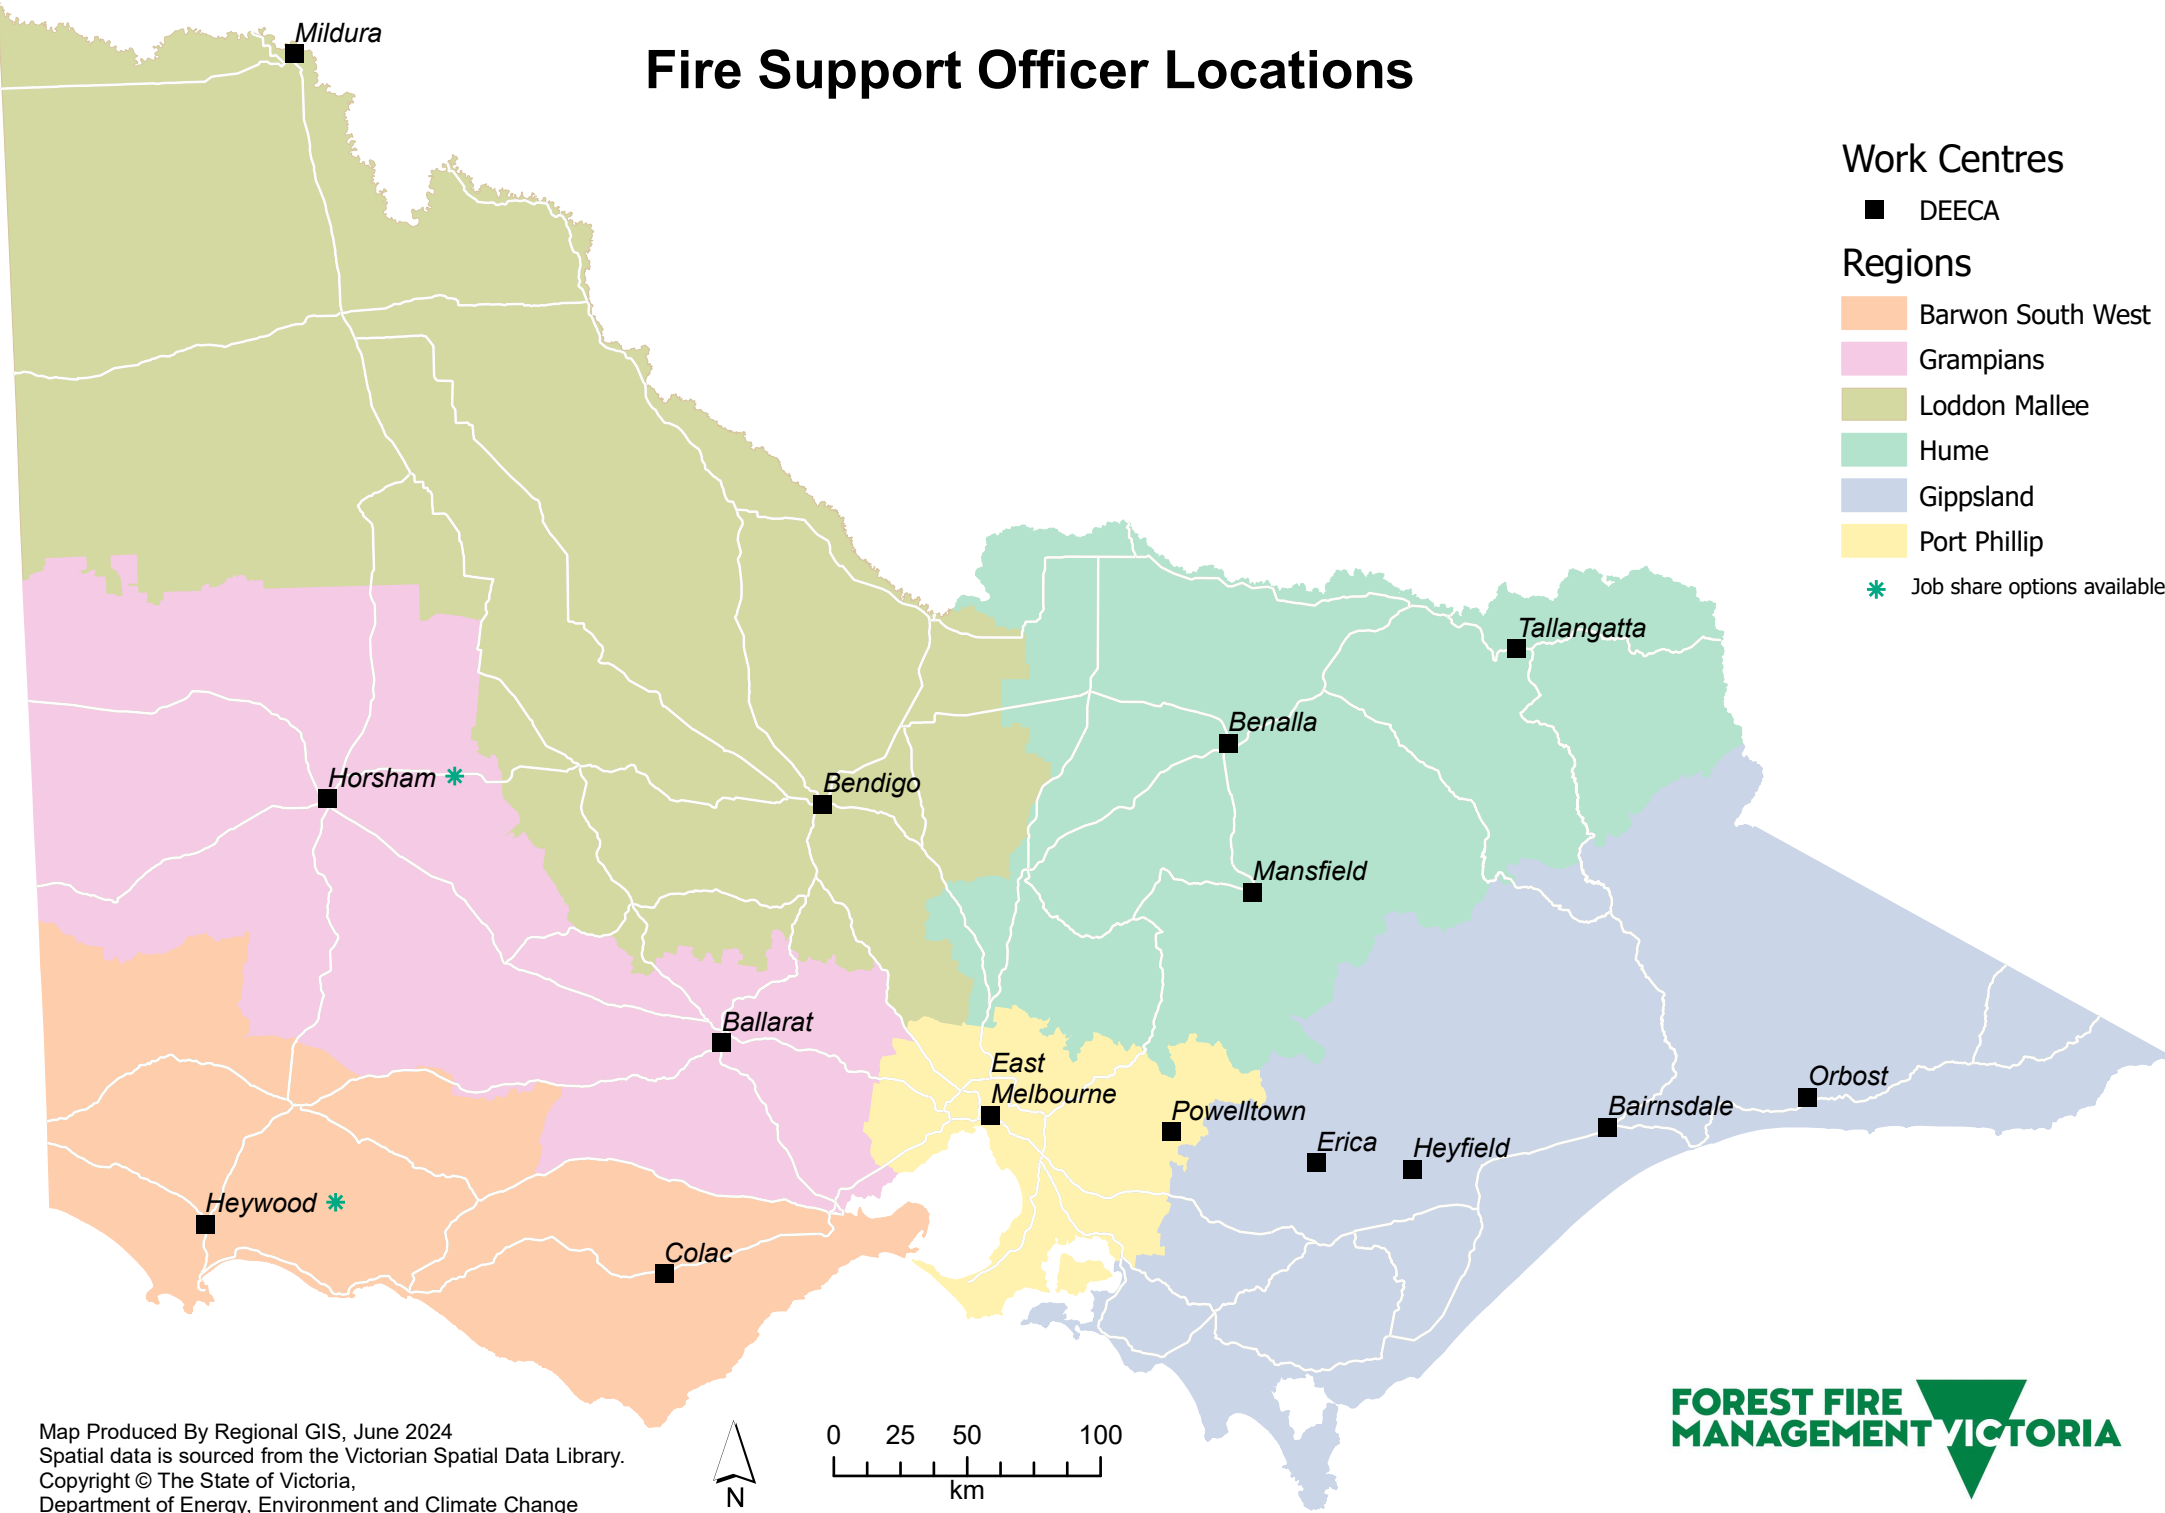 Fire Support Officer Locations
Mildura
Work Centres
DEECA
Regions
Barwon South West
Grampians
Loddon Mallee
Hume
Gippsland
Port Phillip
Job share options available
Tallangatta
Benalla
Horsham
Bendigo
Mansfield
Ballarat
East
Melbourne
Powelltown
Erica
Heyfield
Bairnsdale
Orbost
Heywood
Colac
Map Produced By Regional GIS, June 2024
Spatial data is sourced from the Victorian Spatial Data Library.
Copyright © The State of Victoria,
Department of Energy, Environment and Climate Change
N
0 25 50 100
km
FOREST FIRE
MANAGEMENT VICTORIA